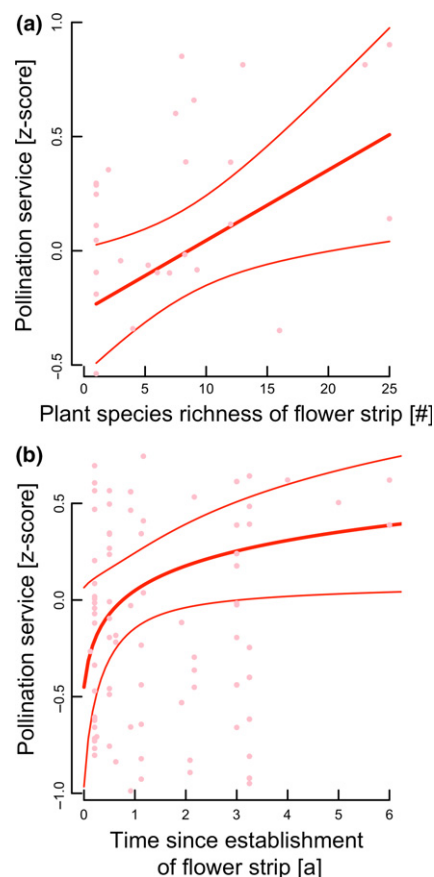 (a)
Pollination service [z-score]
1.0
0.5
0.0
−0.5
0 5 10 15 20 25
Plant species richness of flower strip [#]
(b)
Pollination service [z-score]
0.5
0.0
−0.5
−1.0
0 1 2 3 4 5 6
Time since establishment
of flower strip [a]